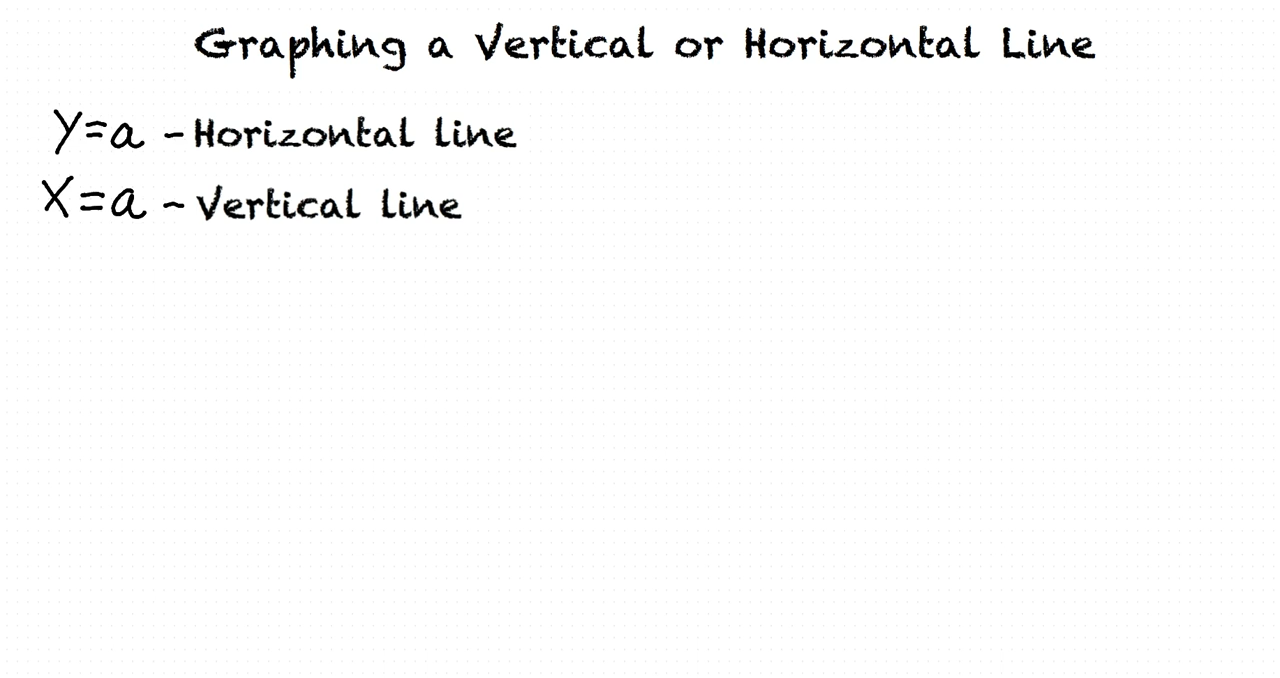 Graphing a Vertical or Horizontal Line
y=a - Horizontal line
x=a ~ Vertical line